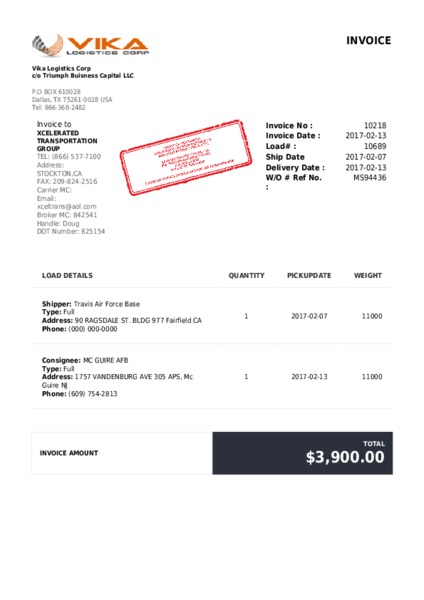 VIKA
LOGISTICS CORP
INVOICE
Vika Logistics Corp
c/o Triumph Buisness Capital LLC
P.O BOX 610028
Dallas, TX 75261-0028 USA
Tel: 866-368-2482
Invoice to
XCELERATED
TRANSPORTATION
GROUP
TEL: (866) 537-7100
Address:
STOCKTON,CA
FAX: 209-824-2516
Carrier MC:
Email:
xceltrans@aol.com
Broker MC: 842541
Handle: Doug
DOT Number: 825154
Invoice No : 10218
Invoice Date : 2017-02-13
Load# : 10689
Ship Date 2017-02-07
Delivery Date : 2017-02-13
W/O # Ref No. MS94436
:
LOAD DETAILS QUANTITY PICKUPDATE WEIGHT
Shipper: Travis Air Force Base
Type: Full
Address: 90 RAGSDALE ST. BLDG 977 Fairfield CA
Phone: (000) 000-0000
1 2017-02-07 11000
Consignee: MC GUIRE AFB
Type: Full
Address: 1757 VANDENBURG AVE 305 APS, Mc
Guire NJ
Phone: (609) 754-2813
1 2017-02-13 11000
INVOICE AMOUNT
TOTAL
$3,900.00